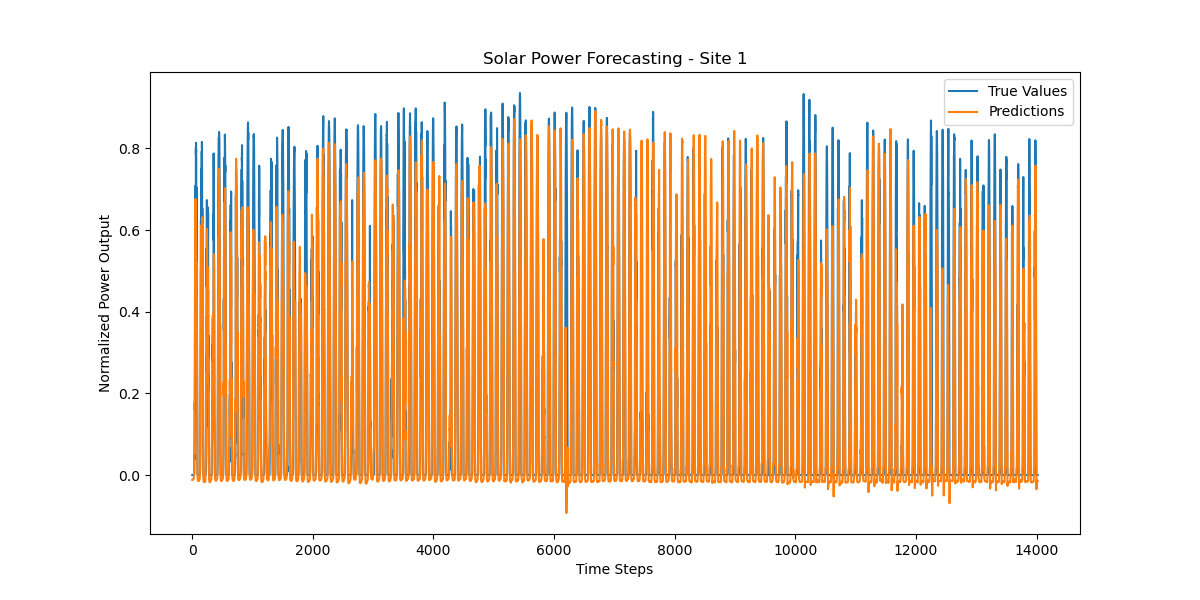 Solar Power Forecasting - Site 1
True Values
Predictions
Normalized Power Output
0.8
0.6
0.4
0.2
0.0
0 2000 4000 6000 8000 10000 12000 14000
Time Steps